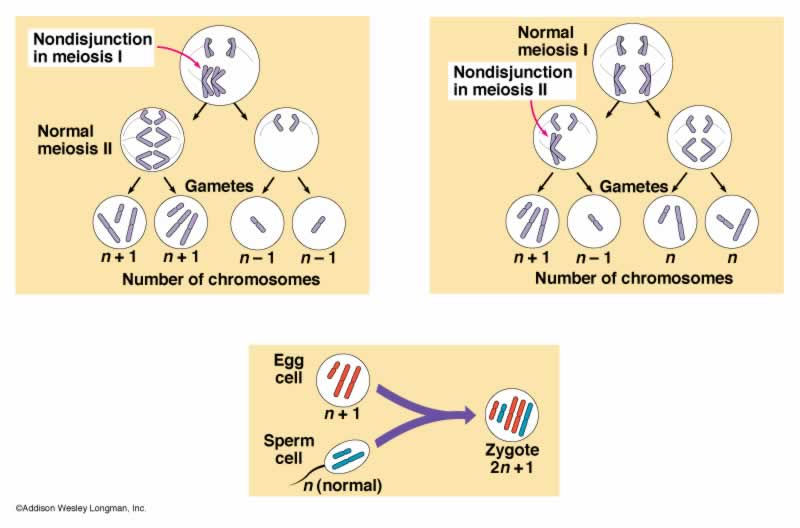 Nondisjunction
in meiosis I
Normal
meiosis II
Gametes
n + 1
n + 1
n – 1
n – 1
Number of chromosomes
Normal
meiosis I
Nondisjunction
in meiosis II
Gametes
n + 1
n – 1
n
n
Number of chromosomes
Egg
cell
n + 1
Sperm
cell
n (normal)
Zygote
2n + 1
©Addison Wesley Longman, Inc.